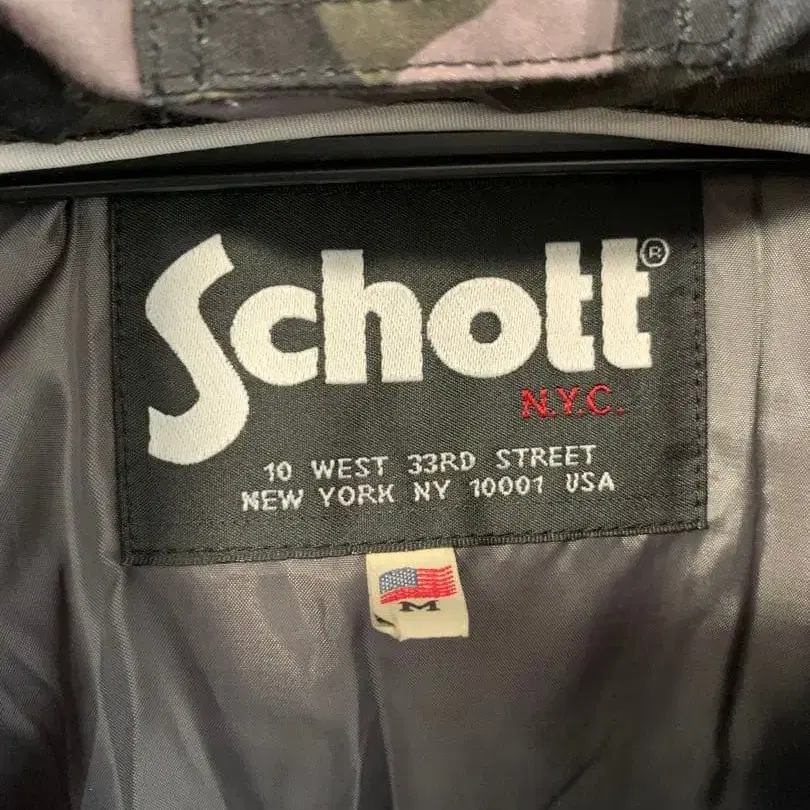 Schott®
N.Y.C.
10 WEST 33RD STREET
NEW YORK NY 10001 USA
M